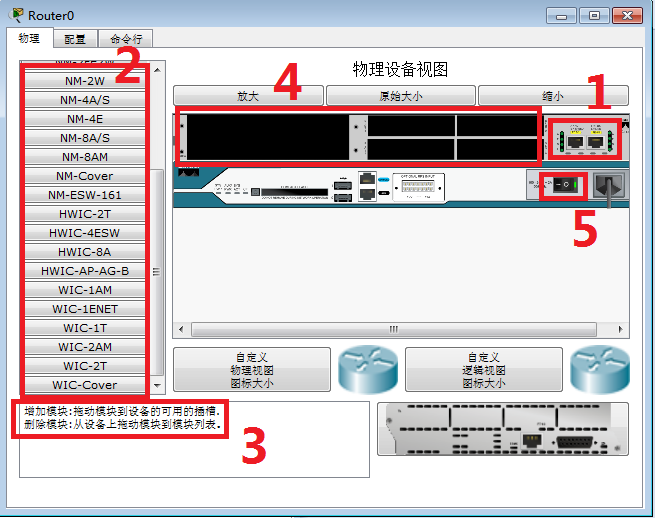 Router0
物理
配置
命令行
2
NM-2W
NM-4A/S
NM-4E
NM-8A/S
NM-8AM
NM-Cover
NM-ESW-161
HWIC-2T
HWIC-4ESW
HWIC-8A
HWIC-AP-AG-B
WIC-1AM
WIC-1ENET
WIC-1T
WIC-2AM
WIC-2T
WIC-Cover
物理设备视图
放大
原始大小
缩小
4
1
5
自定义
物理视图
图标大小
自定义
逻辑视图
图标大小
增加模块:拖动模块到设备的可用的插槽.
删除模块:从设备上拖动模块到模块列表.
3